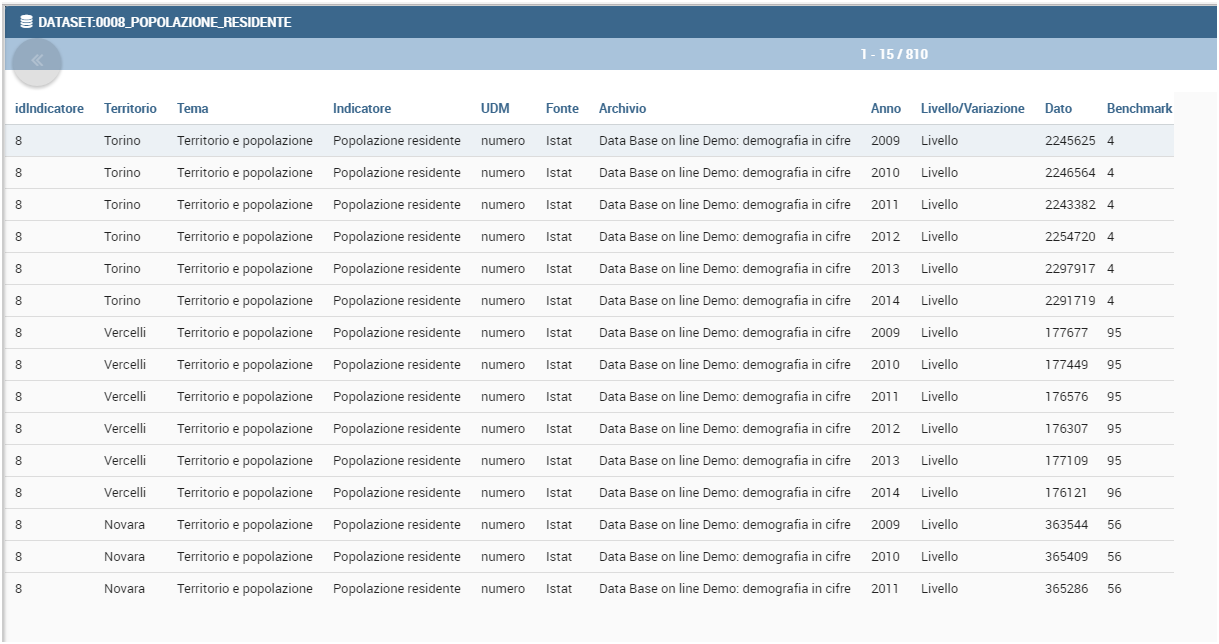 DATASET:0008_POPOLAZIONE_RESIDENTE
1 - 15 / 810
idIndicatore Territorio Tema Indicatore UDM Fonte Archivio Anno Livello/Variazione Dato Benchmark
8 Torino Territorio e popolazione Popolazione residente numero Istat Data Base on line Demo: demografia in cifre 2009 Livello 2245625 4
8 Torino Territorio e popolazione Popolazione residente numero Istat Data Base on line Demo: demografia in cifre 2010 Livello 2246564 4
8 Torino Territorio e popolazione Popolazione residente numero Istat Data Base on line Demo: demografia in cifre 2011 Livello 2243382 4
8 Torino Territorio e popolazione Popolazione residente numero Istat Data Base on line Demo: demografia in cifre 2012 Livello 2254720 4
8 Torino Territorio e popolazione Popolazione residente numero Istat Data Base on line Demo: demografia in cifre 2013 Livello 2297917 4
8 Torino Territorio e popolazione Popolazione residente numero Istat Data Base on line Demo: demografia in cifre 2014 Livello 2291719 4
8 Vercelli Territorio e popolazione Popolazione residente numero Istat Data Base on line Demo: demografia in cifre 2009 Livello 177677 95
8 Vercelli Territorio e popolazione Popolazione residente numero Istat Data Base on line Demo: demografia in cifre 2010 Livello 177449 95
8 Vercelli Territorio e popolazione Popolazione residente numero Istat Data Base on line Demo: demografia in cifre 2011 Livello 176576 95
8 Vercelli Territorio e popolazione Popolazione residente numero Istat Data Base on line Demo: demografia in cifre 2012 Livello 176307 95
8 Vercelli Territorio e popolazione Popolazione residente numero Istat Data Base on line Demo: demografia in cifre 2013 Livello 177109 95
8 Vercelli Territorio e popolazione Popolazione residente numero Istat Data Base on line Demo: demografia in cifre 2014 Livello 176121 96
8 Novara Territorio e popolazione Popolazione residente numero Istat Data Base on line Demo: demografia in cifre 2009 Livello 363544 56
8 Novara Territorio e popolazione Popolazione residente numero Istat Data Base on line Demo: demografia in cifre 2010 Livello 365409 56
8 Novara Territorio e popolazione Popolazione residente numero Istat Data Base on line Demo: demografia in cifre 2011 Livello 365286 56